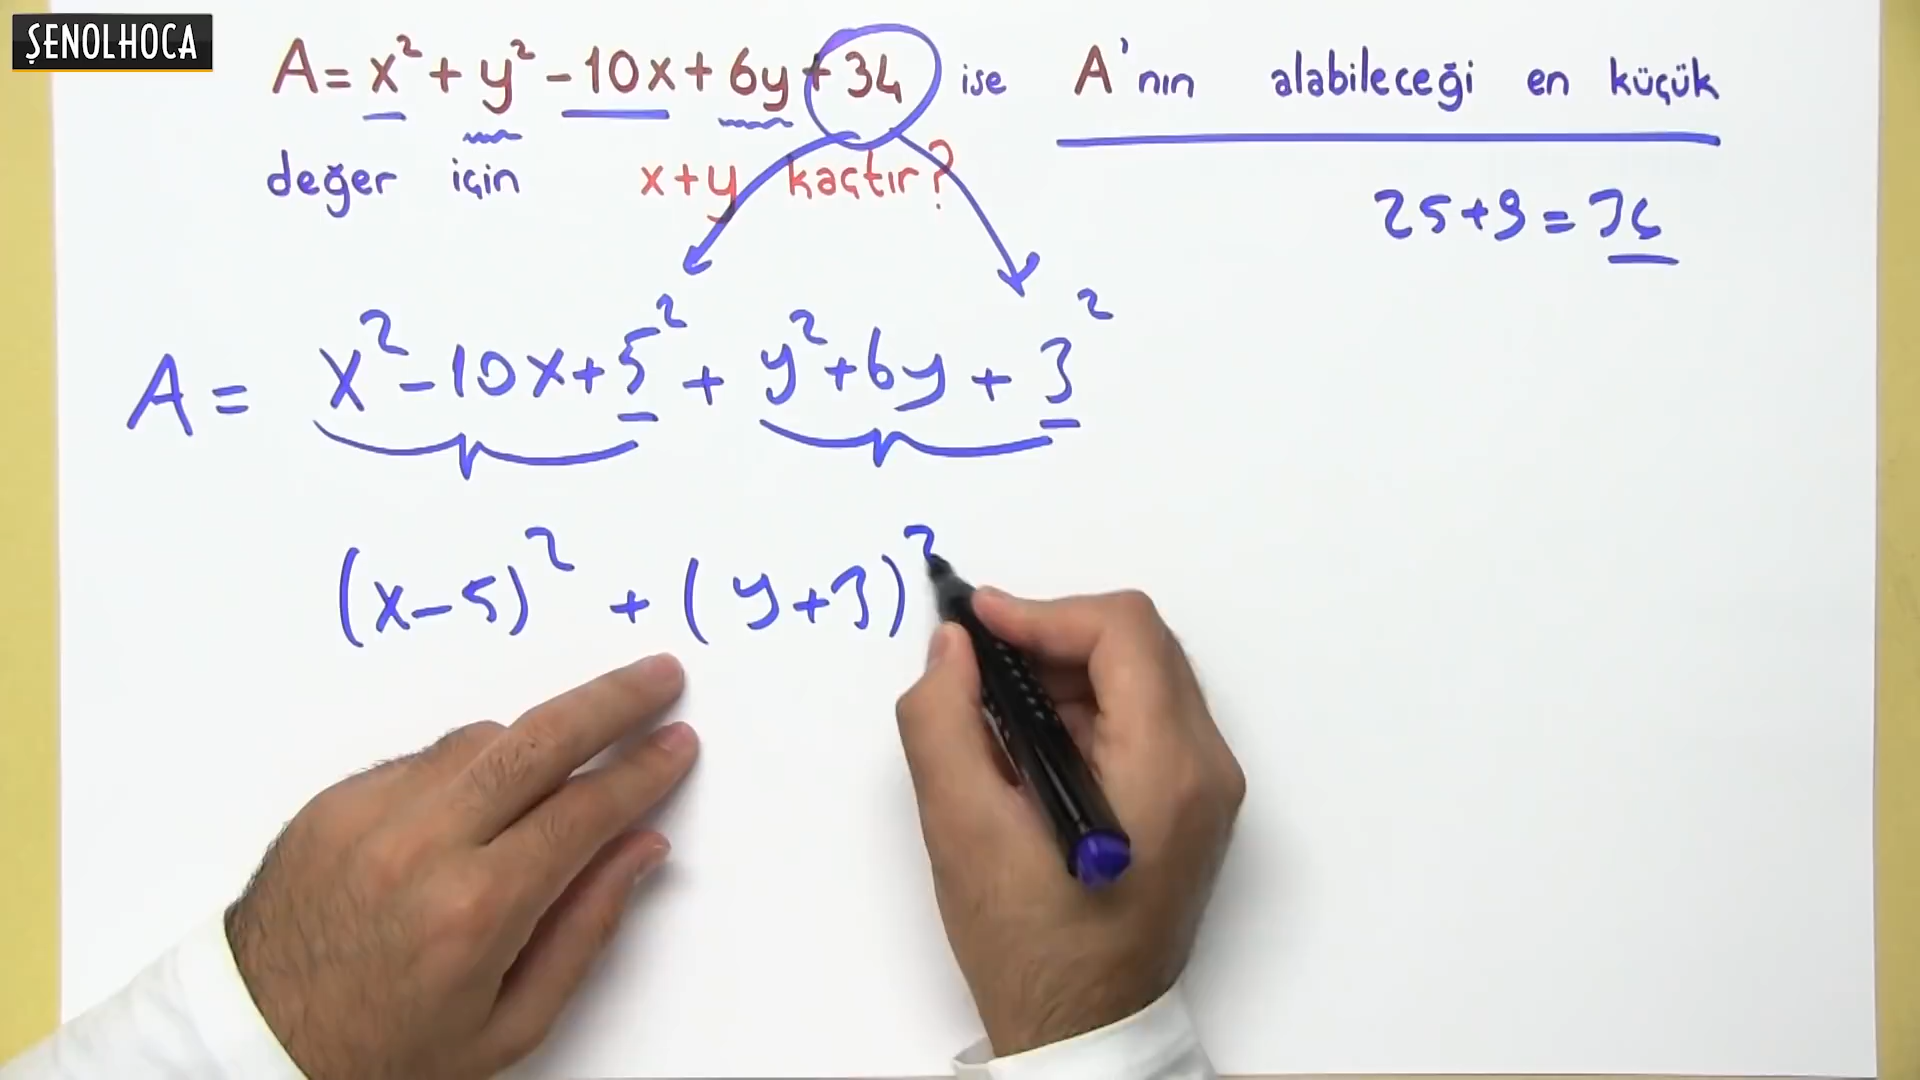 ŞENOLHOCA
A = x² + y² - 10x + 6y + 34 ise A'nın alabileceği en küçük
değer için x+y kaçtır?
25+9=34
A = x² - 10x + 5² + y² + 6y + 3²
(x-5)² + (y+3)²